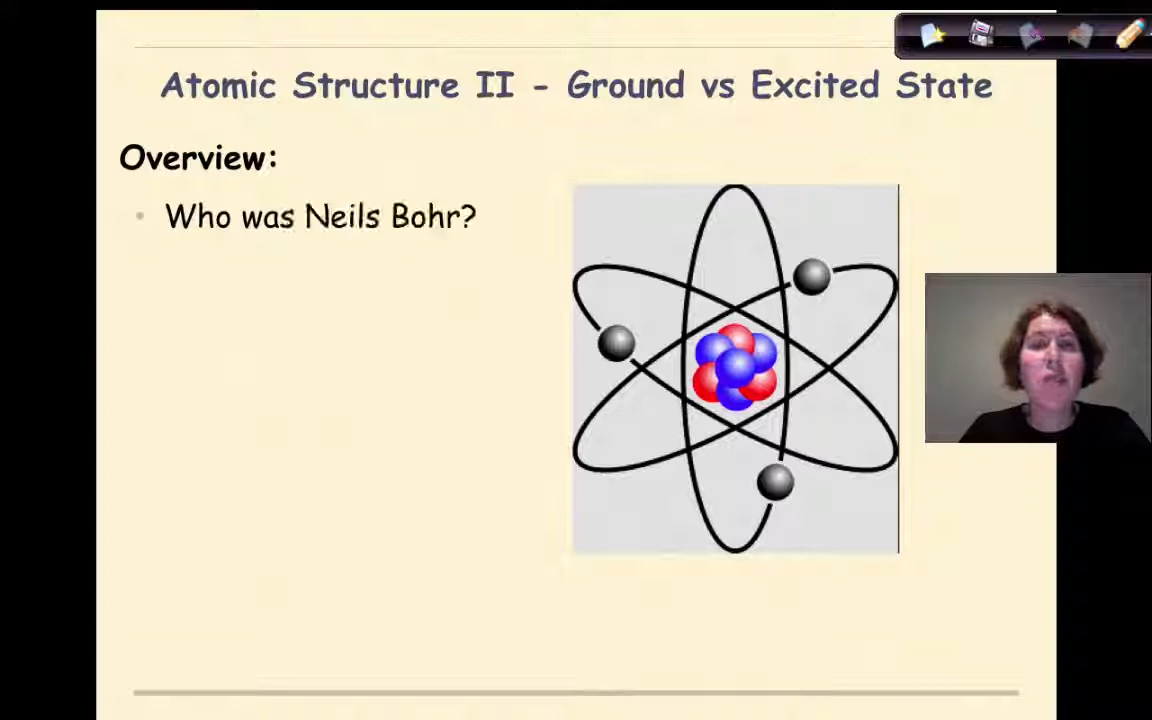 Atomic Structure II - Ground vs Excited State
Overview:
• Who was Neils Bohr?